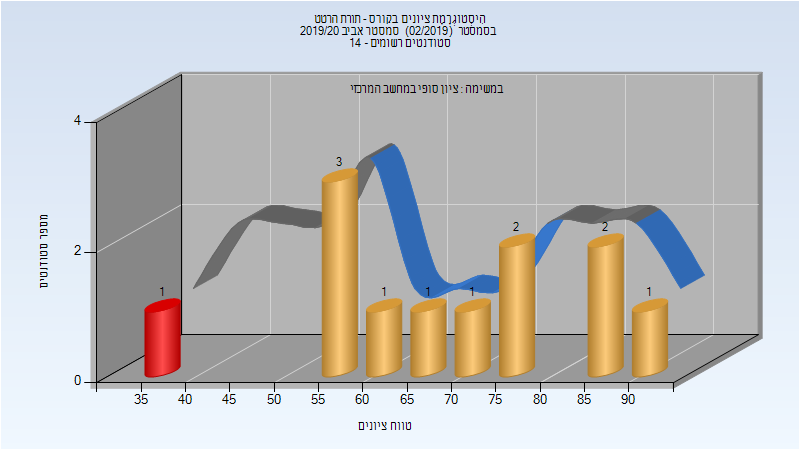 היסטוגרמת ציונים בקורס - תורת הרטט
בסמסטר (02/2019) סמסטר אביב 2019/20
סטודנטים רשומים - 14
במשימה : ציון סופי במחשב המרכזי
מספר סטודנטים
4
2
0
1
3
1
1
1
2
2
1
35 40 45 50 55 60 65 70 75 80 85 90
טווח ציונים